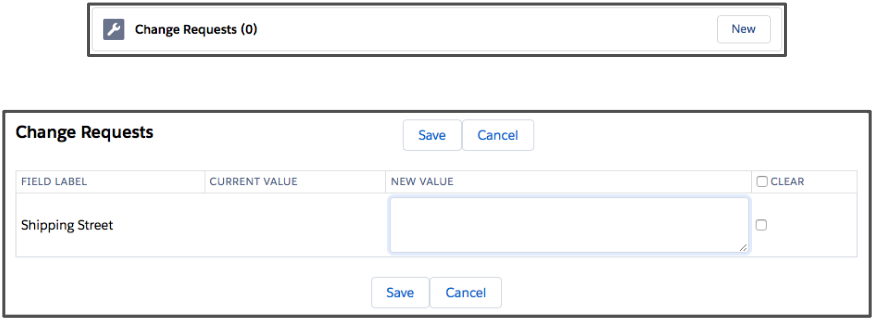 Change Requests (0) New
Change Requests Save Cancel
FIELD LABEL CURRENT VALUE NEW VALUE CLEAR
Shipping Street
Save Cancel